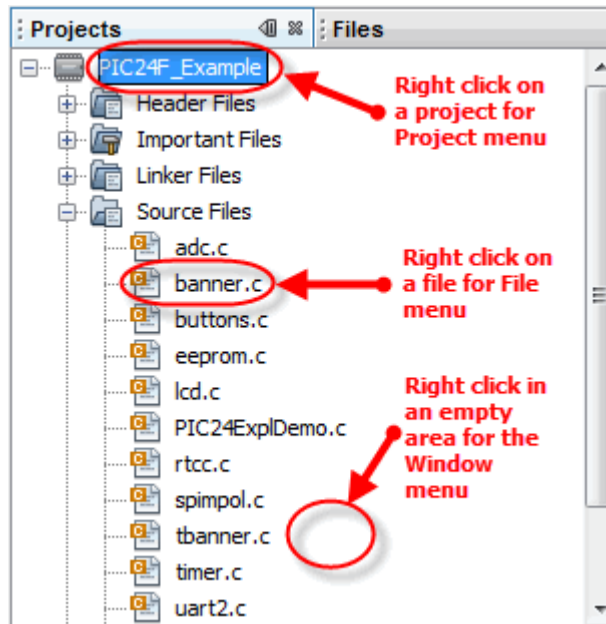 Projects
Files
PIC24F_Example
Header Files
Important Files
Linker Files
Source Files
adc.c
banner.c
buttons.c
eeprom.c
lcd.c
PIC24ExplDemo.c
rtcc.c
spimpol.c
tbanner.c
timer.c
uart2.c
Right click on
a project for
Project menu
Right click on
a file for File
menu
Right click in
an empty
area for the
Window
menu